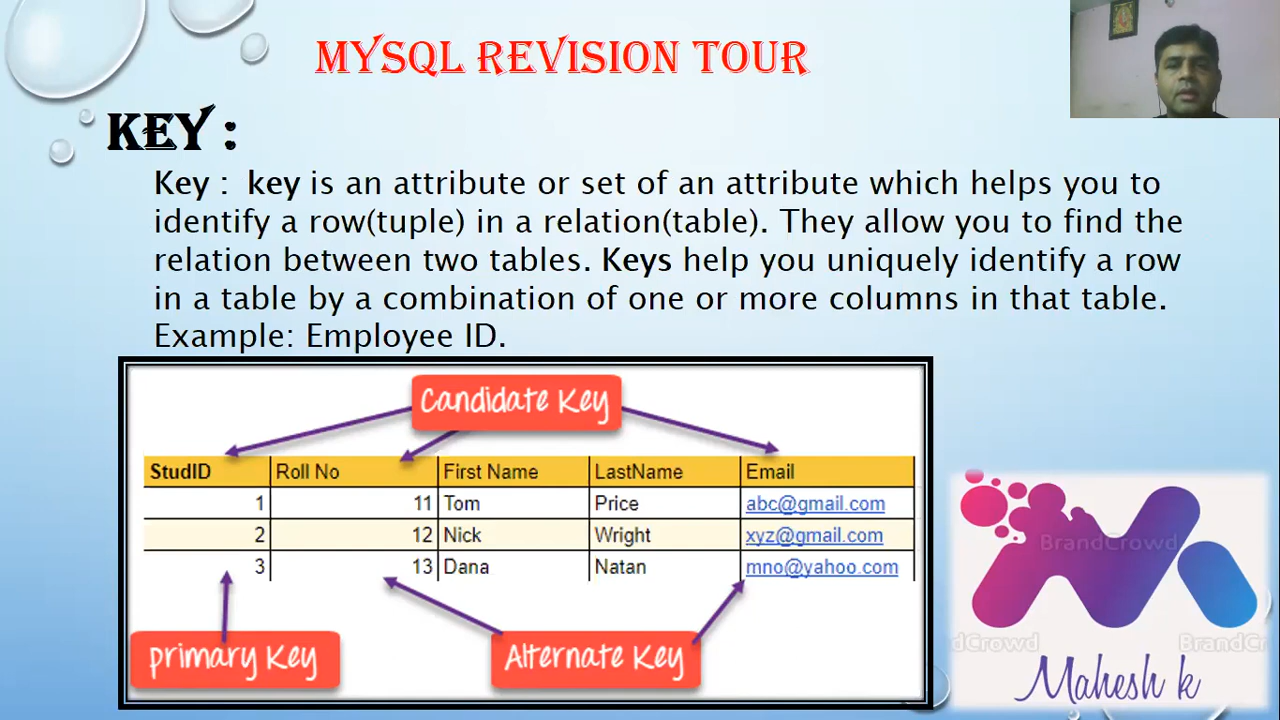 MYSQL REVISION TOUR
KEY :
Key : key is an attribute or set of an attribute which helps you to
identify a row(tuple) in a relation(table). They allow you to find the
relation between two tables. Keys help you uniquely identify a row
in a table by a combination of one or more columns in that table.
Example: Employee ID.
Candidate Key
StudID Roll No First Name LastName Email
1 11 Tom Price abc@gmail.com
2 12 Nick Wright xyz@gmail.com
3 13 Dana Natan mno@yahoo.com
primary Key Alternate Key
BrandCrowd
dCrowd BrandCr
Mahesh k